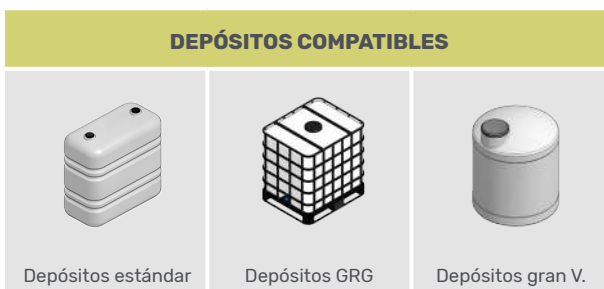 DEPÓSITOS COMPATIBLES
Depósitos estándar
Depósitos GRG
Depósitos gran V.